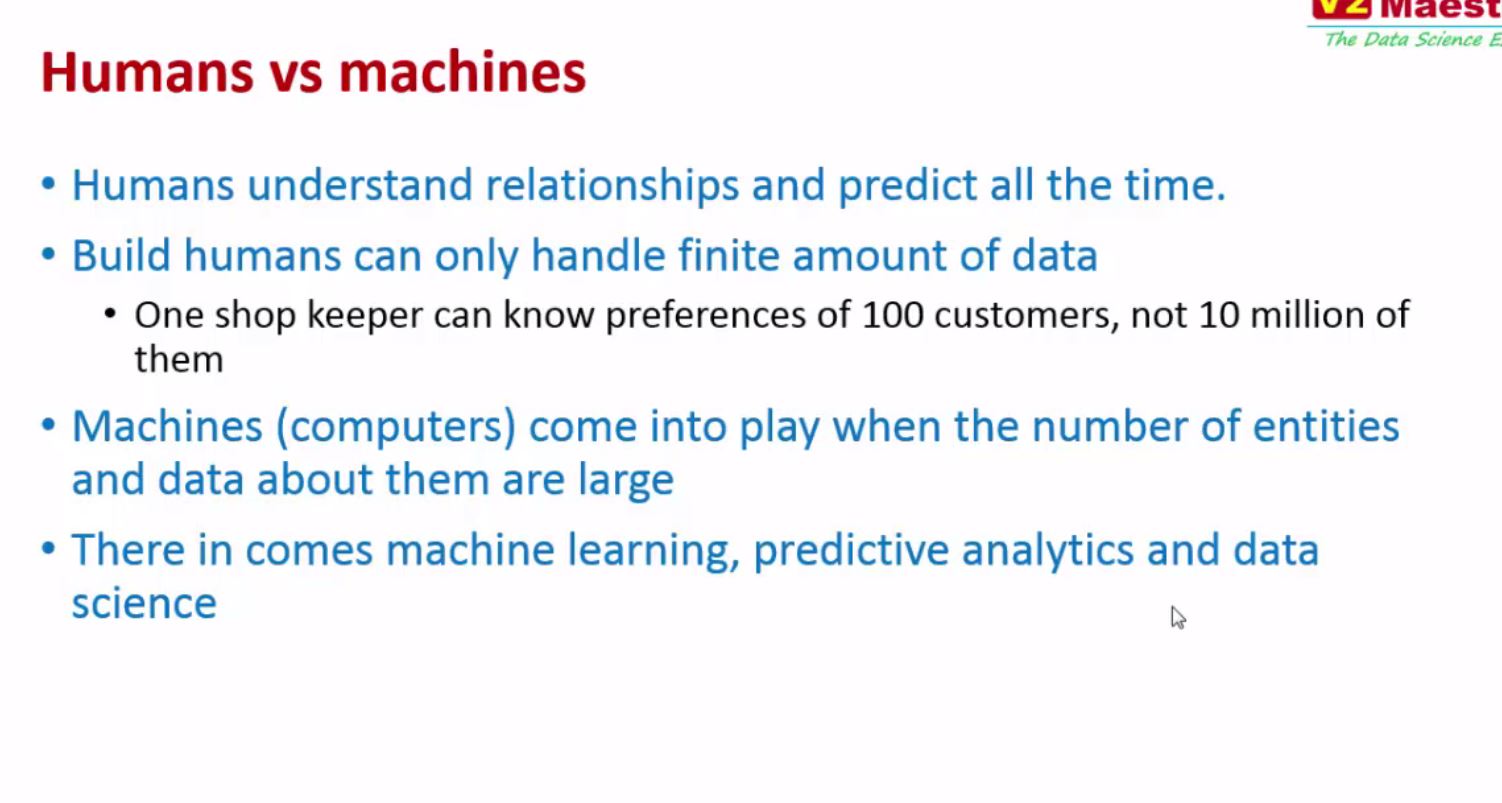 V2 Maest
The Data Science E
Humans vs machines
• Humans understand relationships and predict all the time.
• Build humans can only handle finite amount of data
• One shop keeper can know preferences of 100 customers, not 10 million of
them
• Machines (computers) come into play when the number of entities
and data about them are large
• There in comes machine learning, predictive analytics and data
science